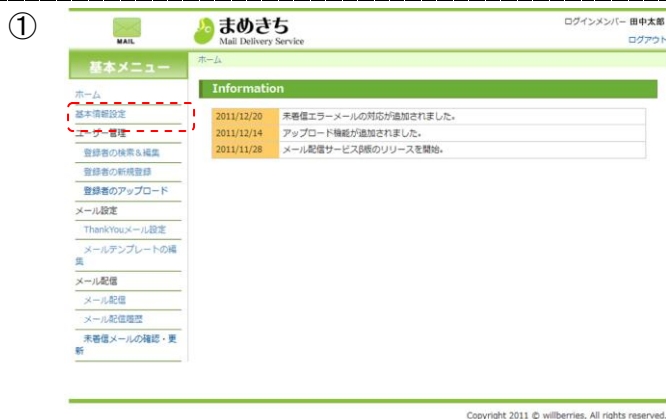 ①
MAIL
まめきち
Mail Delivery Service
ログインメンバー 田中太郎
ログアウト
基本メニュー
ホーム
ホーム
基本情報設定
ユーザー管理
登録者の検索＆編集
登録者の新規登録
登録者のアップロード
メール設定
ThankYouメール設定
メールテンプレートの編
集
メール配信
メール配信
メール配信履歴
未着信メールの確認・更
新
Information
2011/12/20 未着信エラーメールの対応が追加されました。
2011/12/14 アップロード機能が追加されました。
2011/11/28 メール配信サービスβ版のリリースを開始。
Copyright 2011 © willberries. All rights reserved.